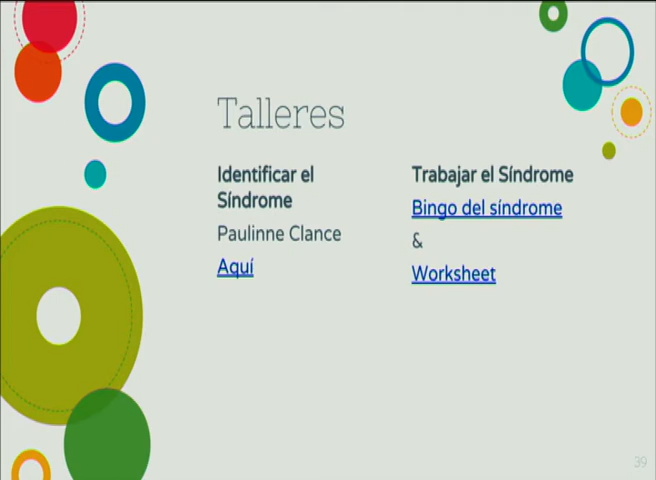 Talleres
Identificar el
Síndrome
Paulinne Clance
Aquí
Trabajar el Síndrome
Bingo del síndrome
&
Worksheet
39